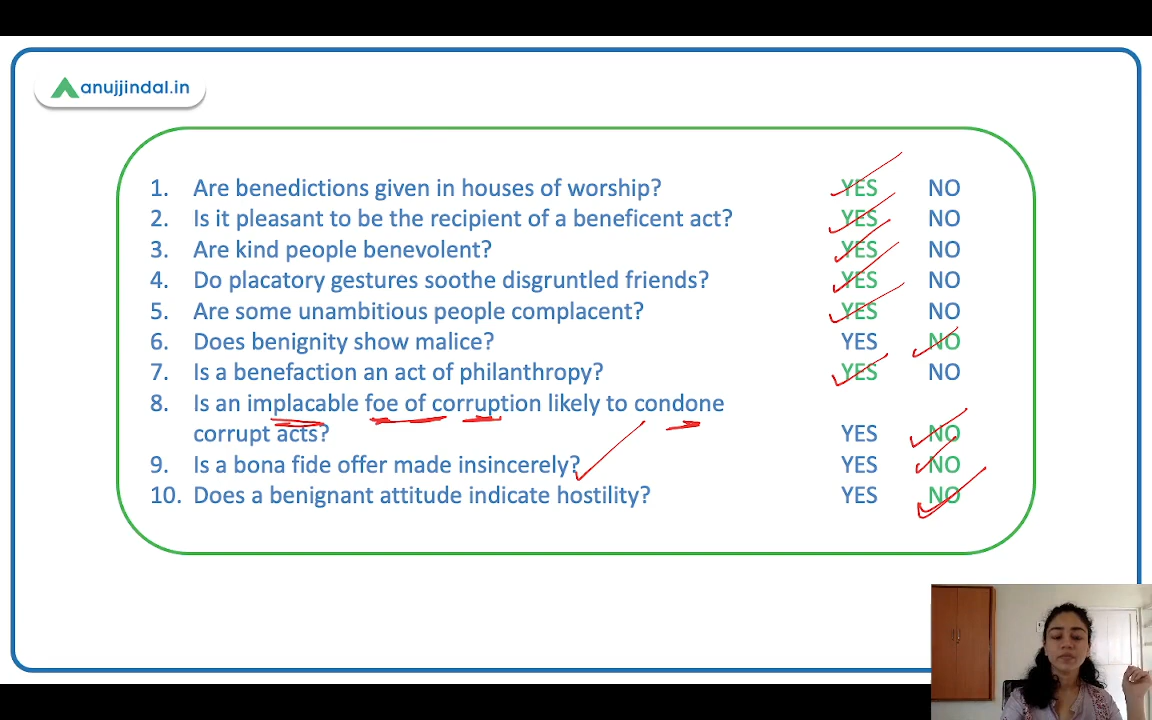 anujjindal.in
1. Are benedictions given in houses of worship? YES NO
2. Is it pleasant to be the recipient of a beneficent act? YES NO
3. Are kind people benevolent? YES NO
4. Do placatory gestures soothe disgruntled friends? YES NO
5. Are some unambitious people complacent? YES NO
6. Does benignity show malice? YES NO
7. Is a benefaction an act of philanthropy? YES NO
8. Is an implacable foe of corruption likely to condone
corrupt acts? YES NO
9. Is a bona fide offer made insincerely? YES NO
10. Does a benignant attitude indicate hostility? YES NO